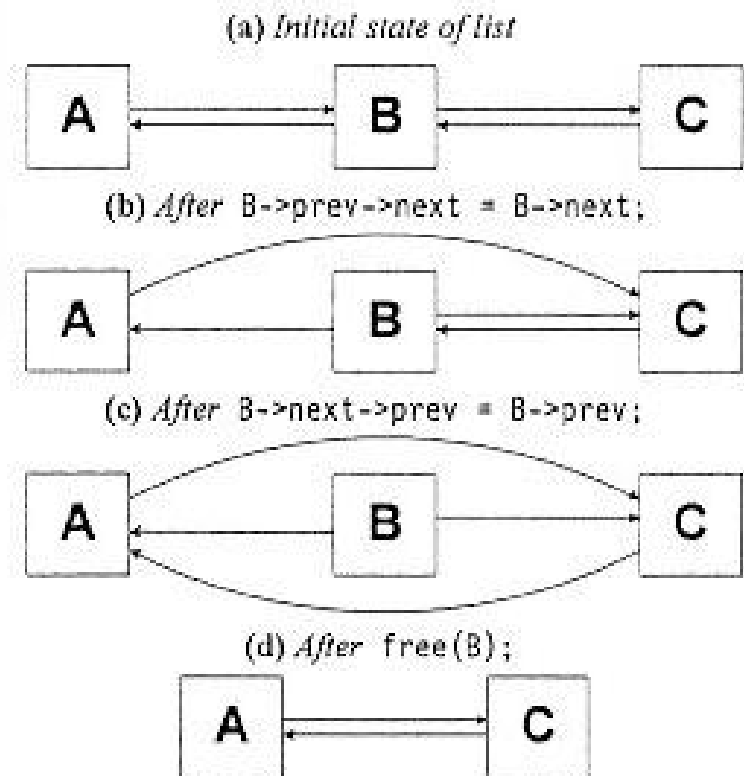 (a) Initial state of list
A B C
(b) After B->prev->next = B->next;
A B C
(c) After B->next->prev = B->prev;
A B C
(d) After free(B);
A C